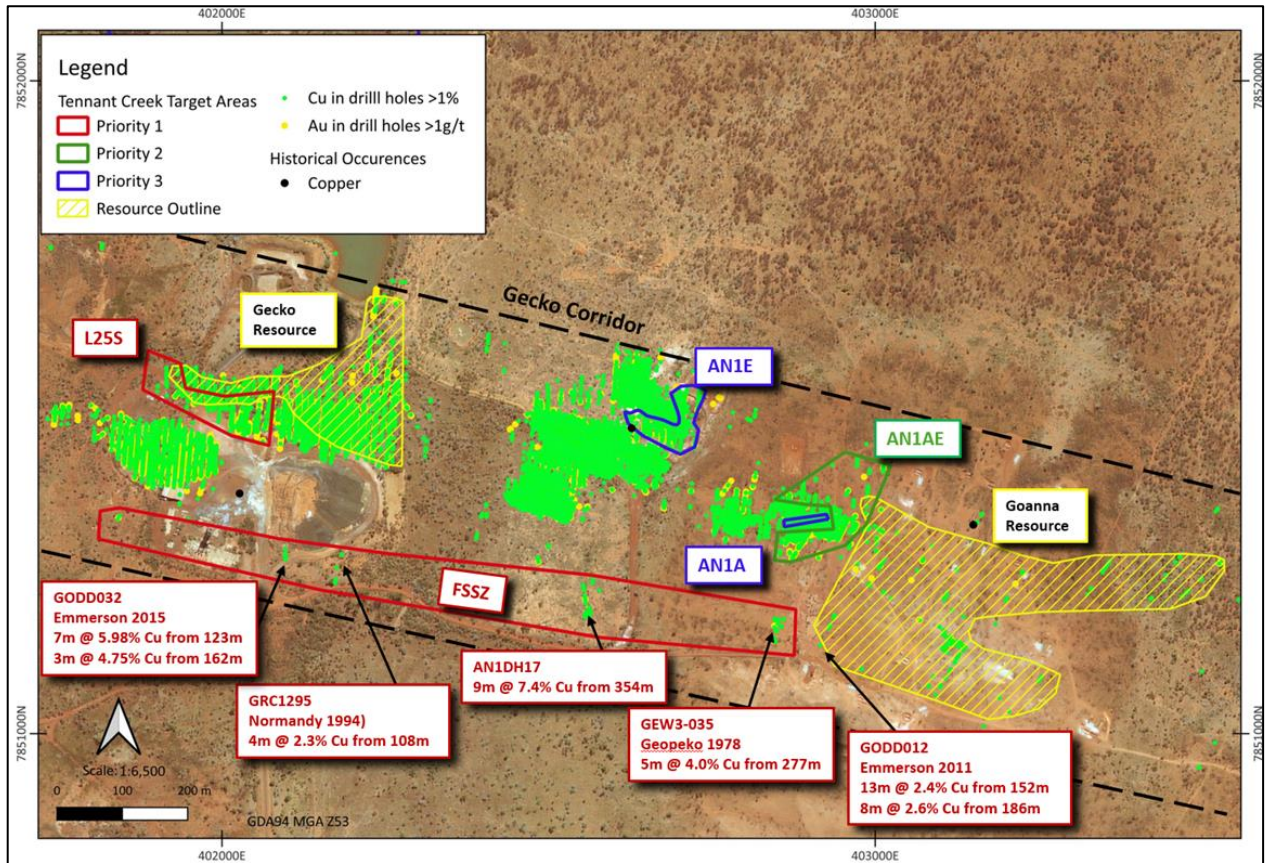 402000E
403000E
7852000N
7852000N
Legend
Tennant Creek Target Areas
Priority 1
Priority 2
Priority 3
Resource Outline
Cu in drilll holes >1%
Au in drill holes >1g/t
Historical Occurences
Copper
Gecko Corridor
Gecko
Resource
L25S
AN1E
AN1AE
Goanna
Resource
AN1A
FSSZ
GODD032
Emmerson 2015
7m @ 5.98% Cu from 123m
3m @ 4.75% Cu from 162m
GRC1295
Normandy 1994)
4m @ 2.3% Cu from 108m
AN1DH17
9m @ 7.4% Cu from 354m
GEW3-035
Geopeko 1978
5m @ 4.0% Cu from 277m
GODD012
Emmerson 2011
13m @ 2.4% Cu from 152m
8m @ 2.6% Cu from 186m
7851000N
7851000N
Scale: 1:6,500
0 100 200 m
GDA94 MGA Z53
402000E
403000E